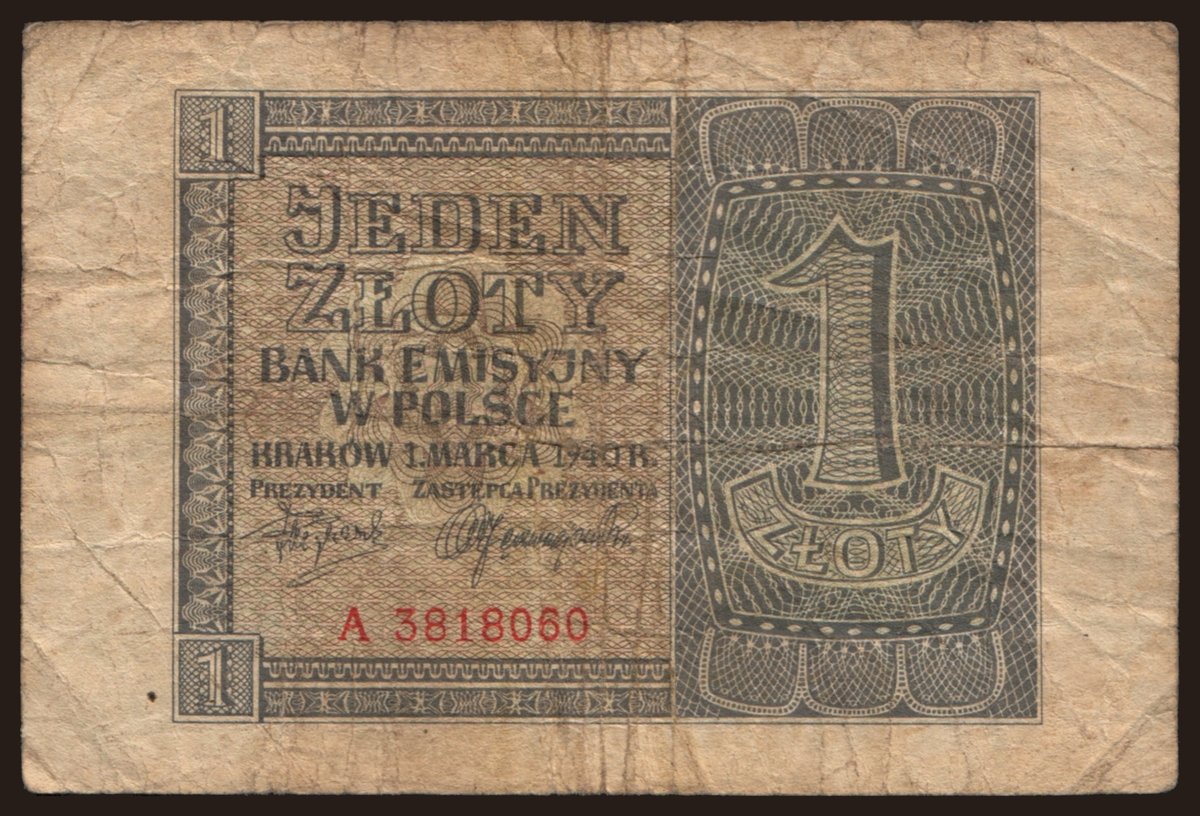 1
JEDEN
ZŁOTY
BANK EMISYJNY
W POLSCE
KRAKÓW 1. MARCA 1940 R.
PREZYDENT ZASTĘPCA PREZYDENTA
A 3818060
1
1
ZŁOTY